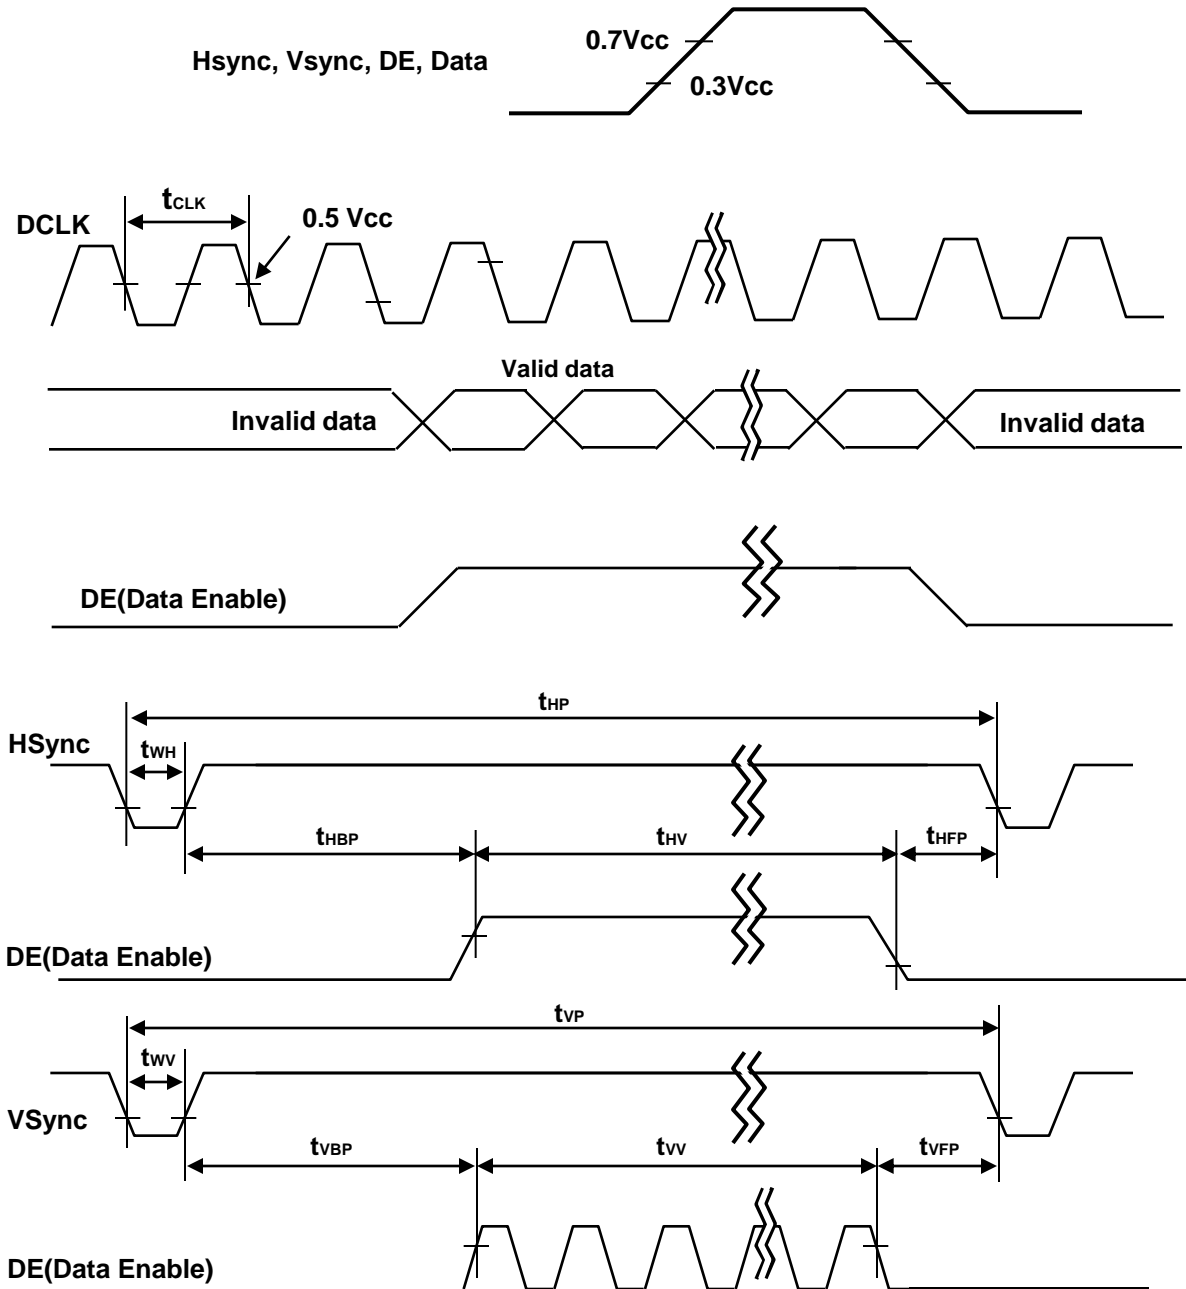 0.7Vcc
Hsync, Vsync, DE, Data
0.3Vcc
tCLK
DCLK
0.5 Vcc
Valid data
Invalid data
Invalid data
DE(Data Enable)
tHP
HSync
tWH
tHBP
tHV
tHFP
DE(Data Enable)
tVP
tWV
VSync
tVBP
tVV
tVFP
DE(Data Enable)